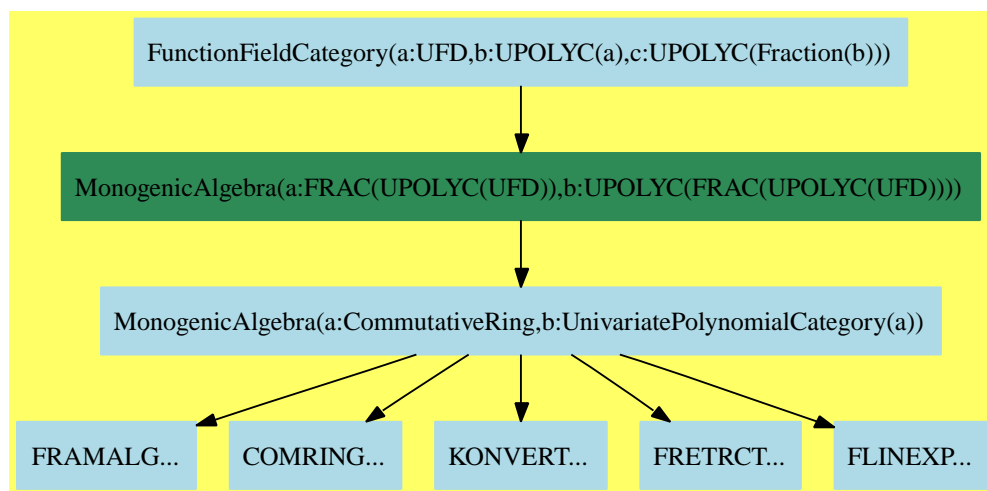 FunctionFieldCategory(a:UFD,b:UPOLYC(a),c:UPOLYC(Fraction(b)))
MonogenicAlgebra(a:FRAC(UPOLYC(UFD)),b:UPOLYC(FRAC(UPOLYC(UFD))))
MonogenicAlgebra(a:CommutativeRing,b:UnivariatePolynomialCategory(a))
FRAMALG... COMRING... KONVERT... FRETRCT... FLINEXP...